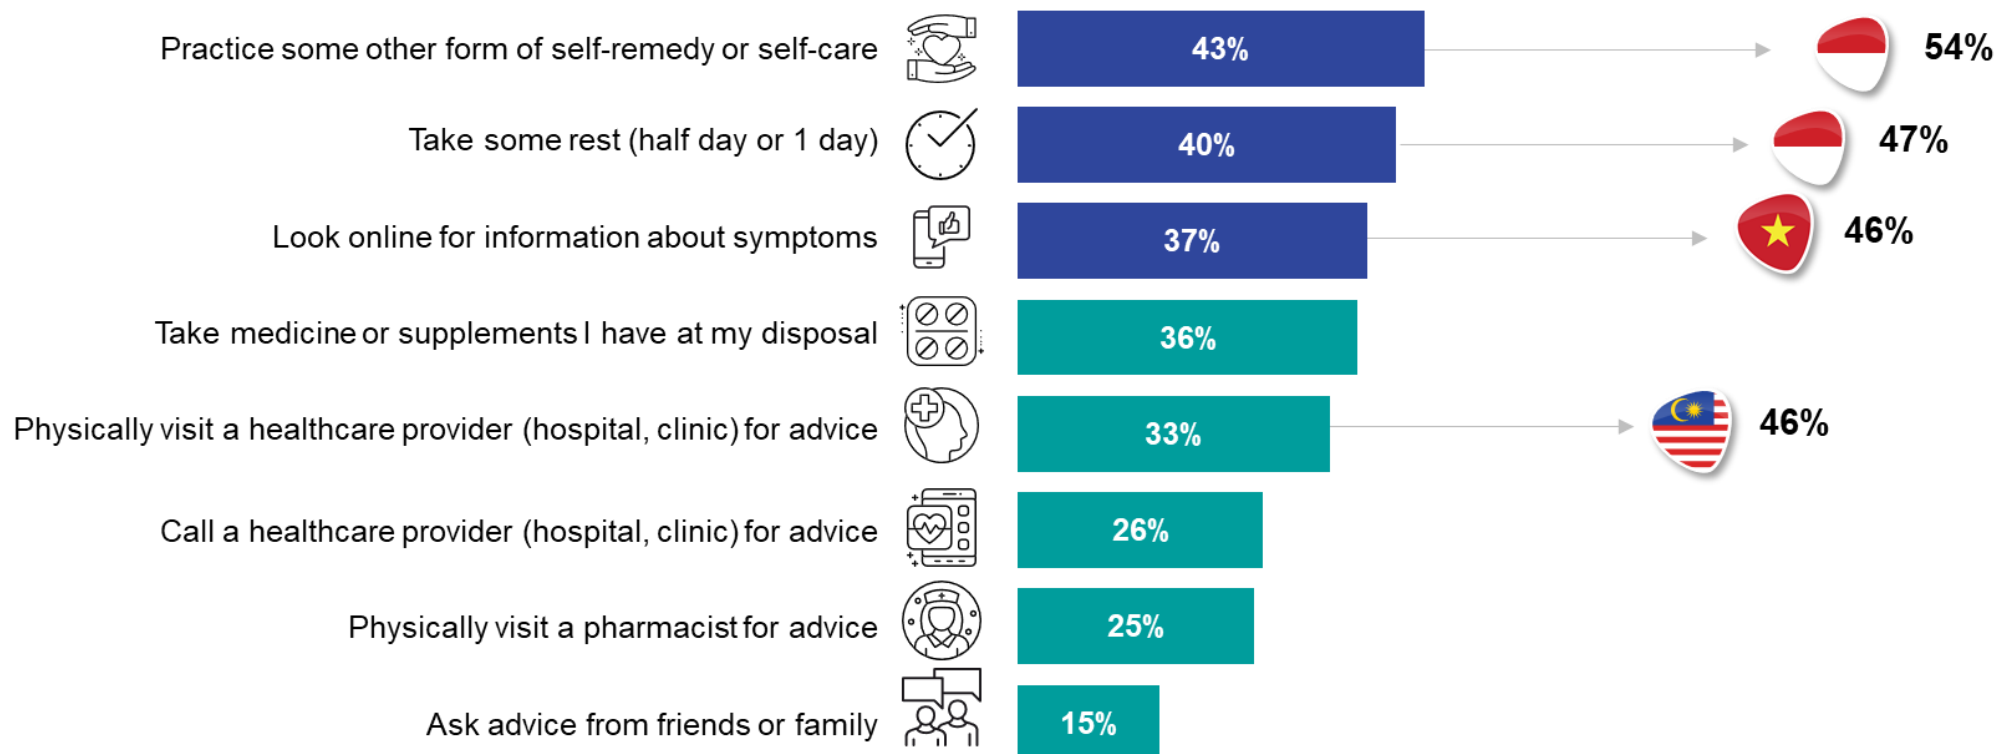 Practice some other form of self-remedy or self-care 43% 54%
Take some rest (half day or 1 day) 40% 47%
Look online for information about symptoms 37% 46%
Take medicine or supplements I have at my disposal 36%
Physically visit a healthcare provider (hospital, clinic) for advice 33% 46%
Call a healthcare provider (hospital, clinic) for advice 26%
Physically visit a pharmacist for advice 25%
Ask advice from friends or family 15%